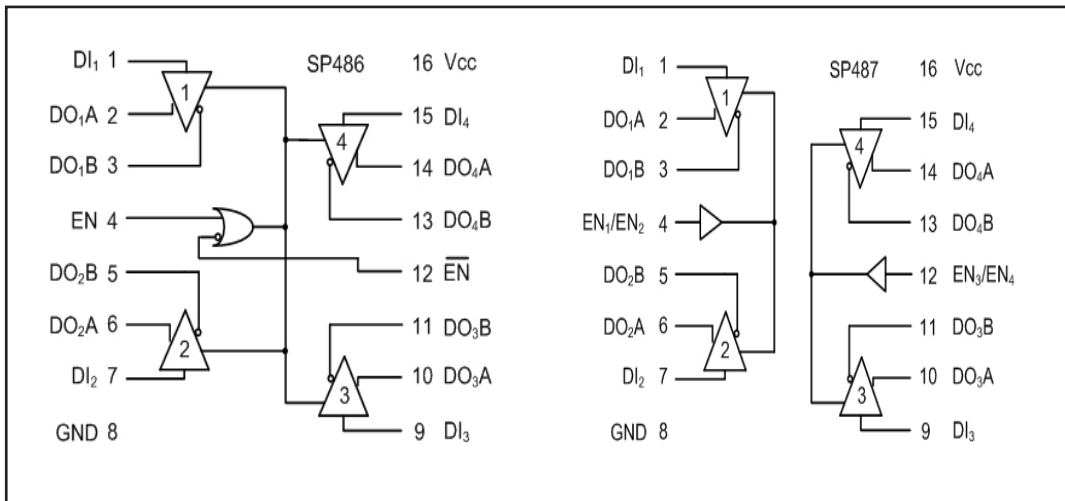 DI₁ 1
SP486
16 Vcc
1
DO₁A 2
15 DI₄
4
DO₁B 3
14 DO₄A
EN 4
13 DO₄B
DO₂B 5
12 E̅N̅
DO₂A 6
11 DO₃B
2
DI₂ 7
10 DO₃A
3
GND 8
9 DI₃
DI₁ 1
SP487
16 Vcc
1
DO₁A 2
15 DI₄
4
DO₁B 3
14 DO₄A
EN₁/EN₂ 4
13 DO₄B
DO₂B 5
12 EN₃/EN₄
DO₂A 6
11 DO₃B
2
DI₂ 7
10 DO₃A
3
GND 8
9 DI₃